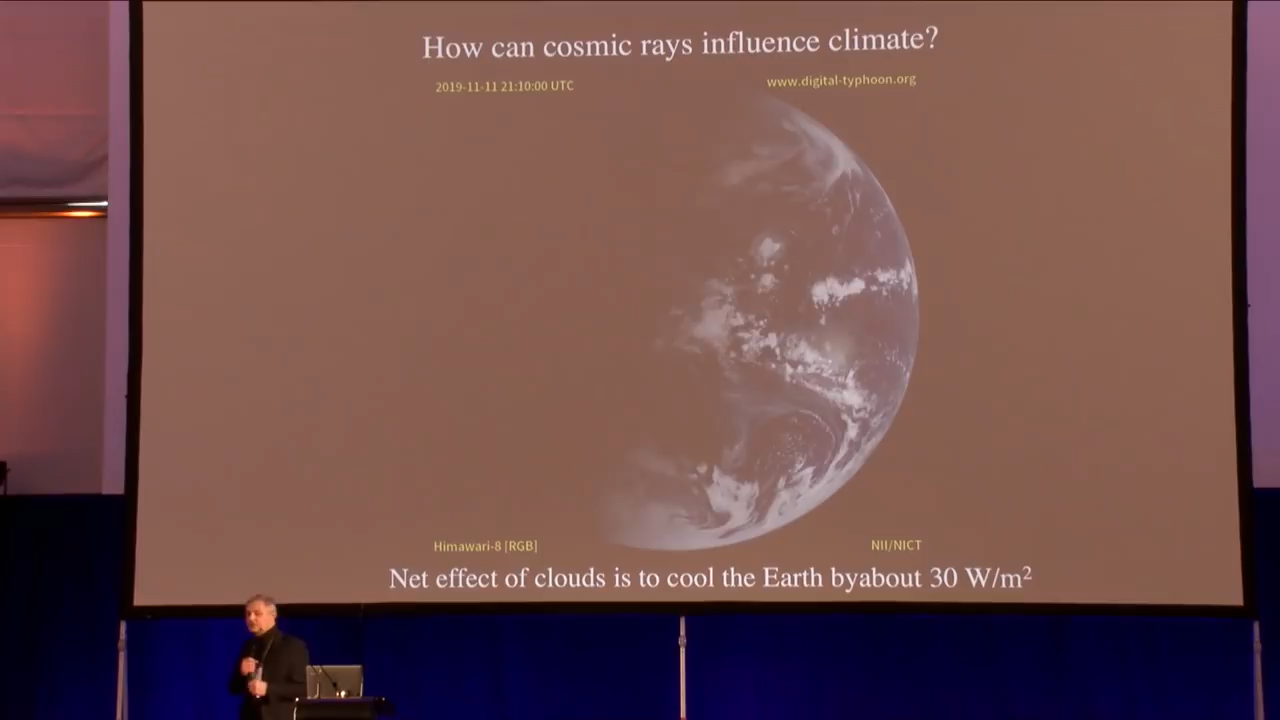 How can cosmic rays influence climate?
2019-11-11 21:10:00 UTC
www.digital-typhoon.org
Himawari-8 [RGB]
NII/NICT
Net effect of clouds is to cool the Earth byabout 30 W/m²